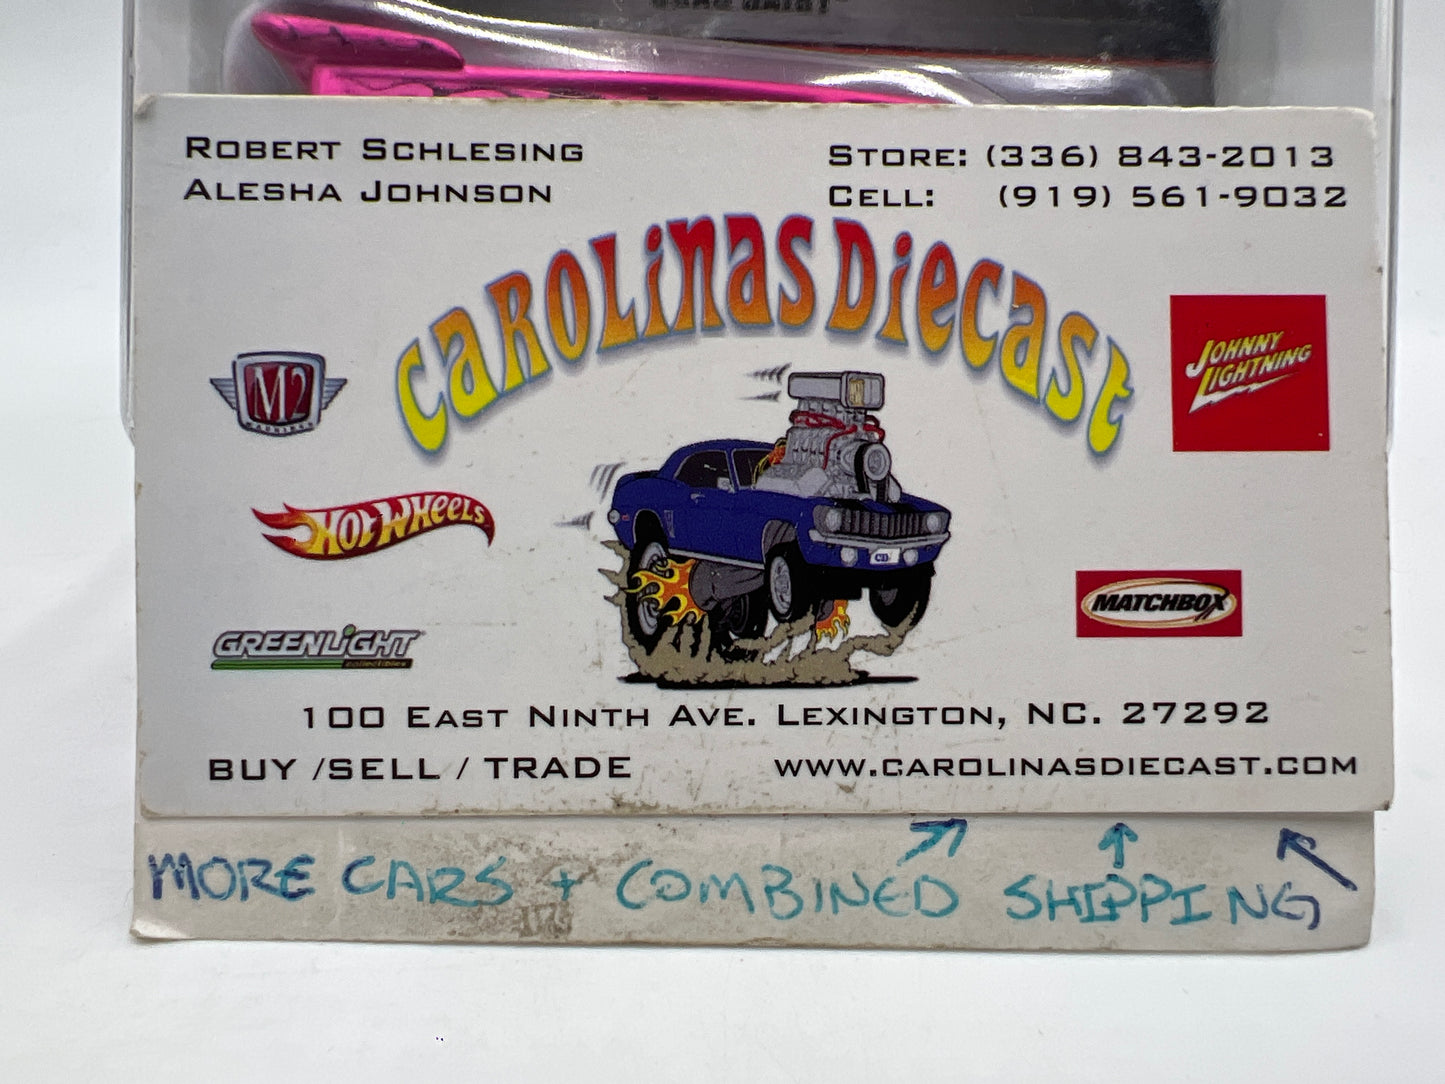 ROBERT SCHLESING
ALESHA JOHNSON
STORE: (336) 843-2013
CELL: (919) 561-9032
CAROLINAS DIECAST
M2
MACHINES
JOHNNY LIGHTNING
HOT WHEELS
MATCHBOX
GREENLIGHT
collectibles
100 EAST NINTH AVE. LEXINGTON, NC. 27292
BUY /SELL / TRADE
WWW.CAROLINASDIECAST.COM
MORE CARS + COMBINED SHIPPING